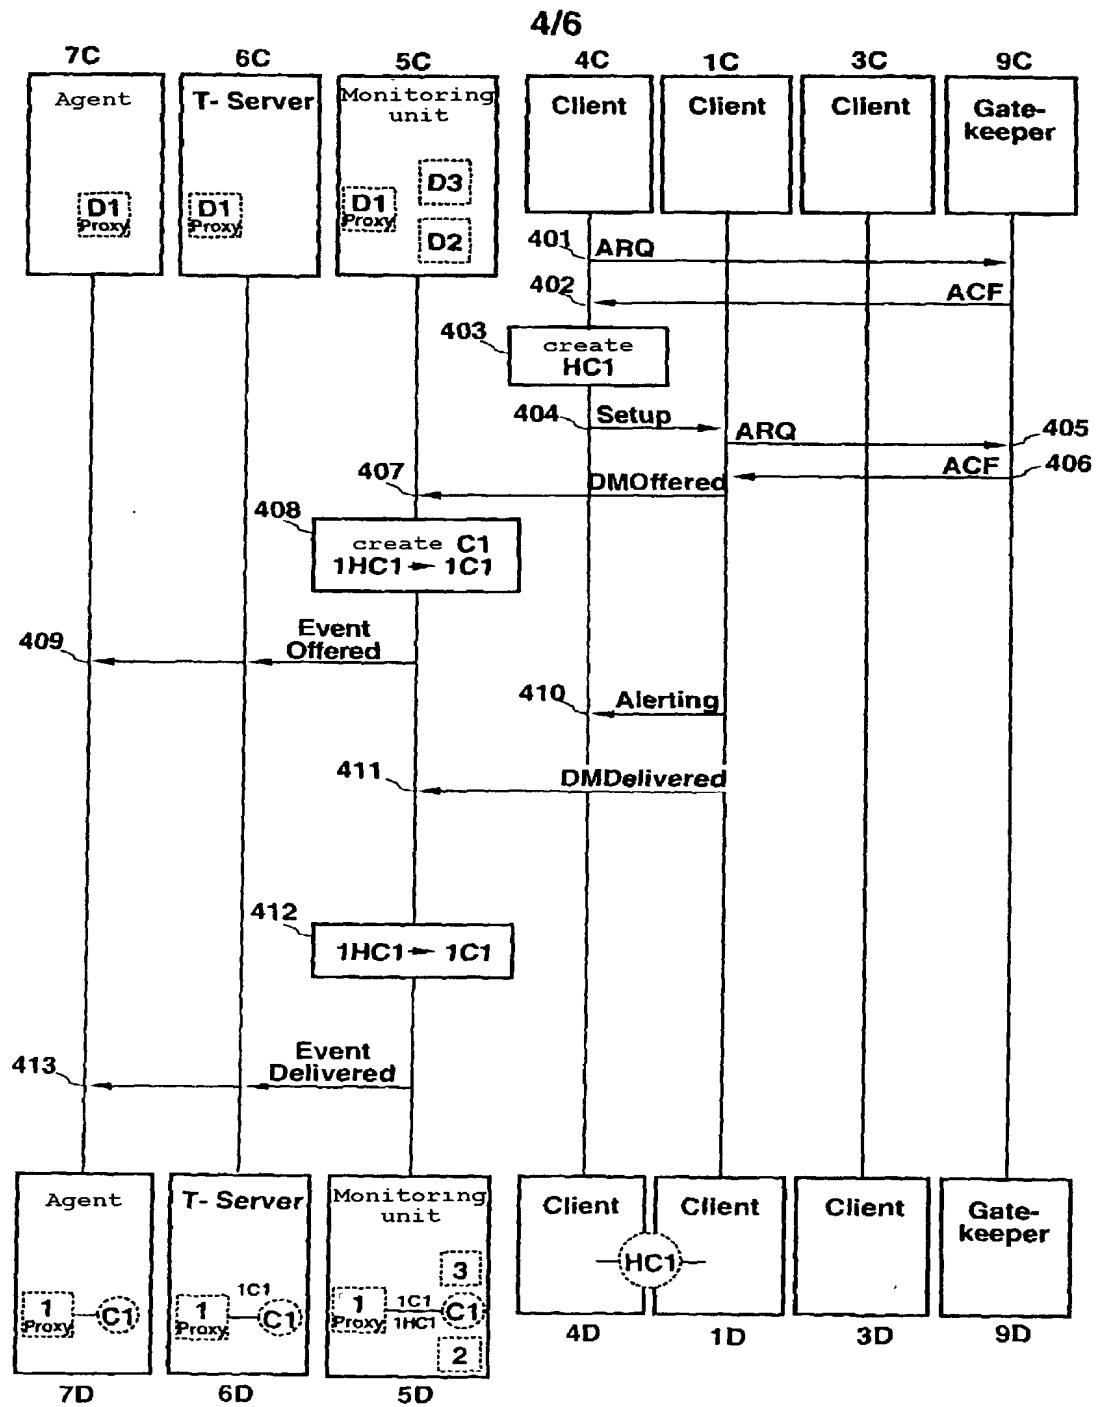 4/6
7C 6C 5C 4C 1C 3C 9C
Agent
D1
Proxy
T- Server
D1
Proxy
Monitoring
unit
D3
D1
Proxy
D2
Client
Client
Client
Gate-
keeper
401 ARQ
402 ACF
403 create
HC1
404 Setup
ARQ 405
ACF 406
407 DMOffered
408 create C1
1HC1 → 1C1
Event
409 Offered
410 Alerting
411 DMDelivered
412 1HC1 → 1C1
Event
413 Delivered
Agent
1
Proxy
C1
T- Server
1C1
1
Proxy
C1
Monitoring
unit
3
1
Proxy
1C1
1HC1
C1
2
Client
Client
HC1
Client
Gate-
keeper
4D 1D 3D 9D
7D 6D 5D